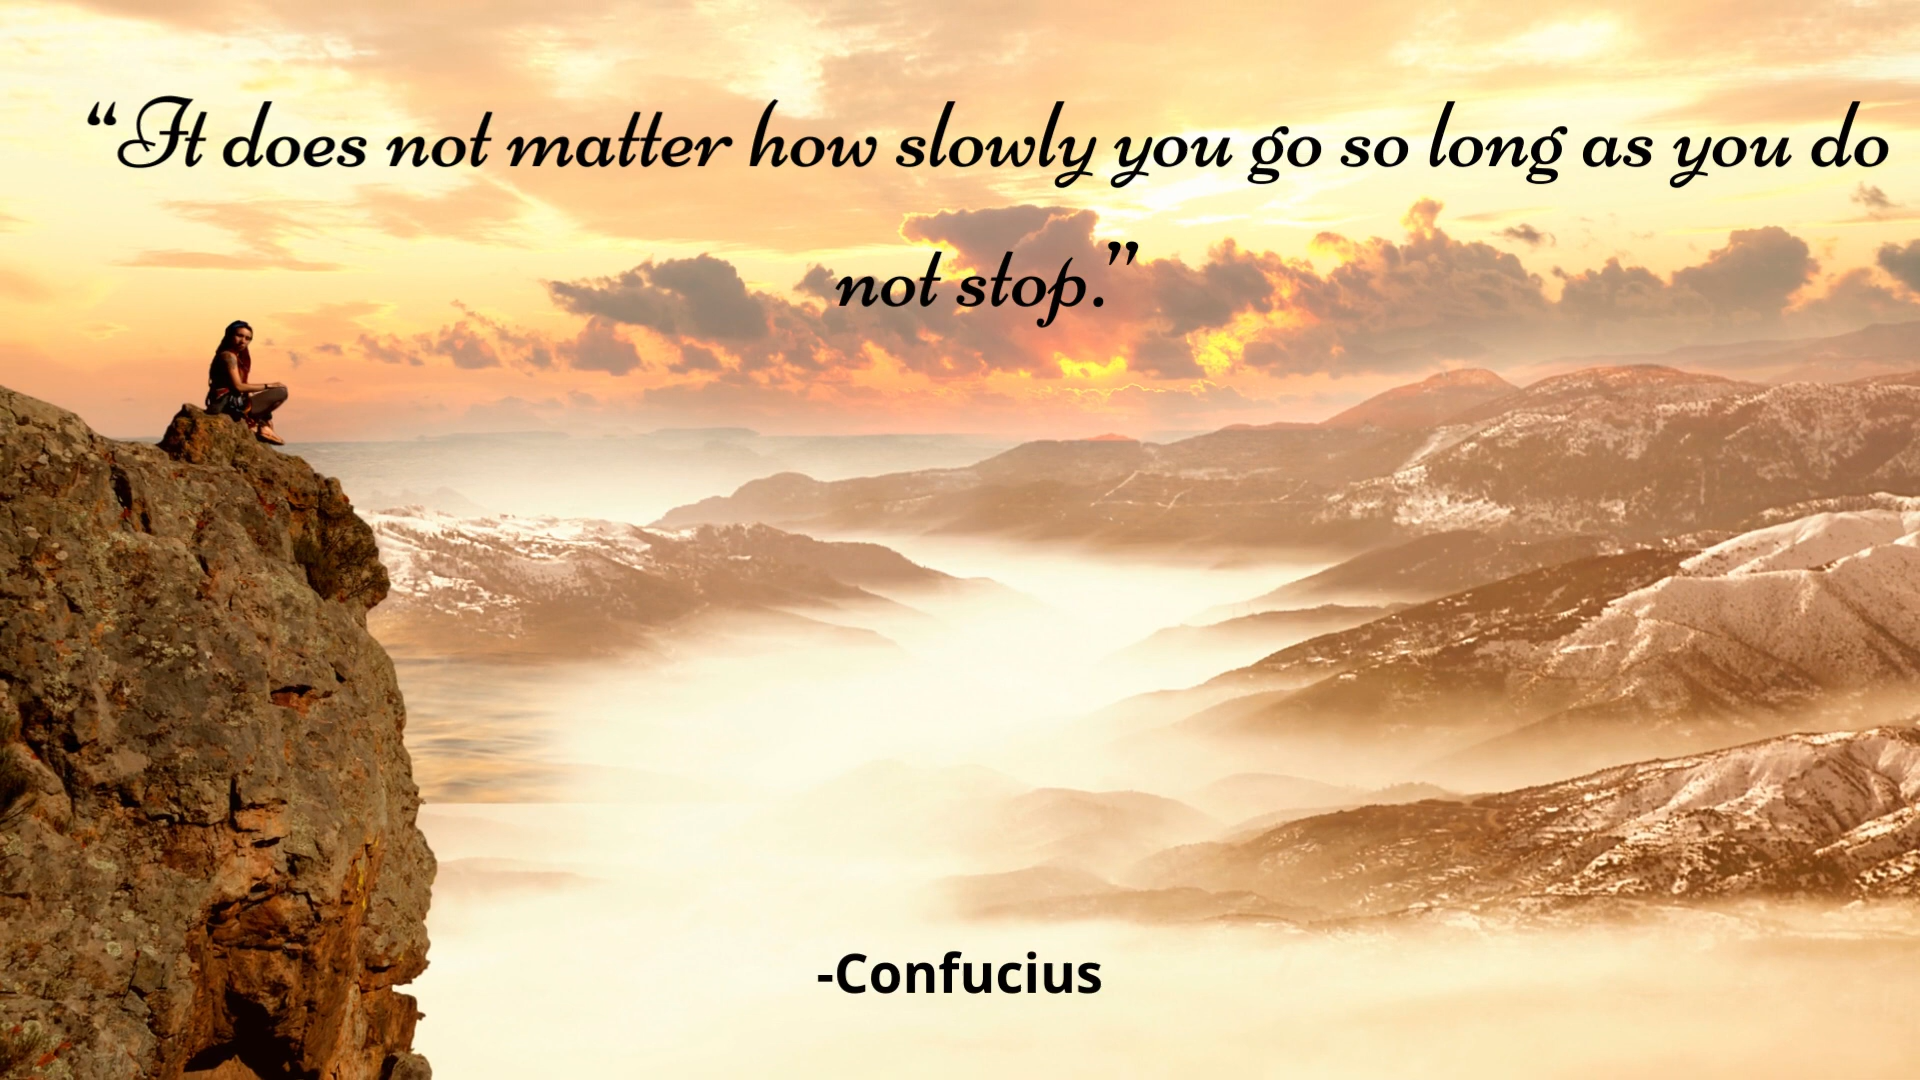 “It does not matter how slowly you go so long as you do
not stop.”
-Confucius